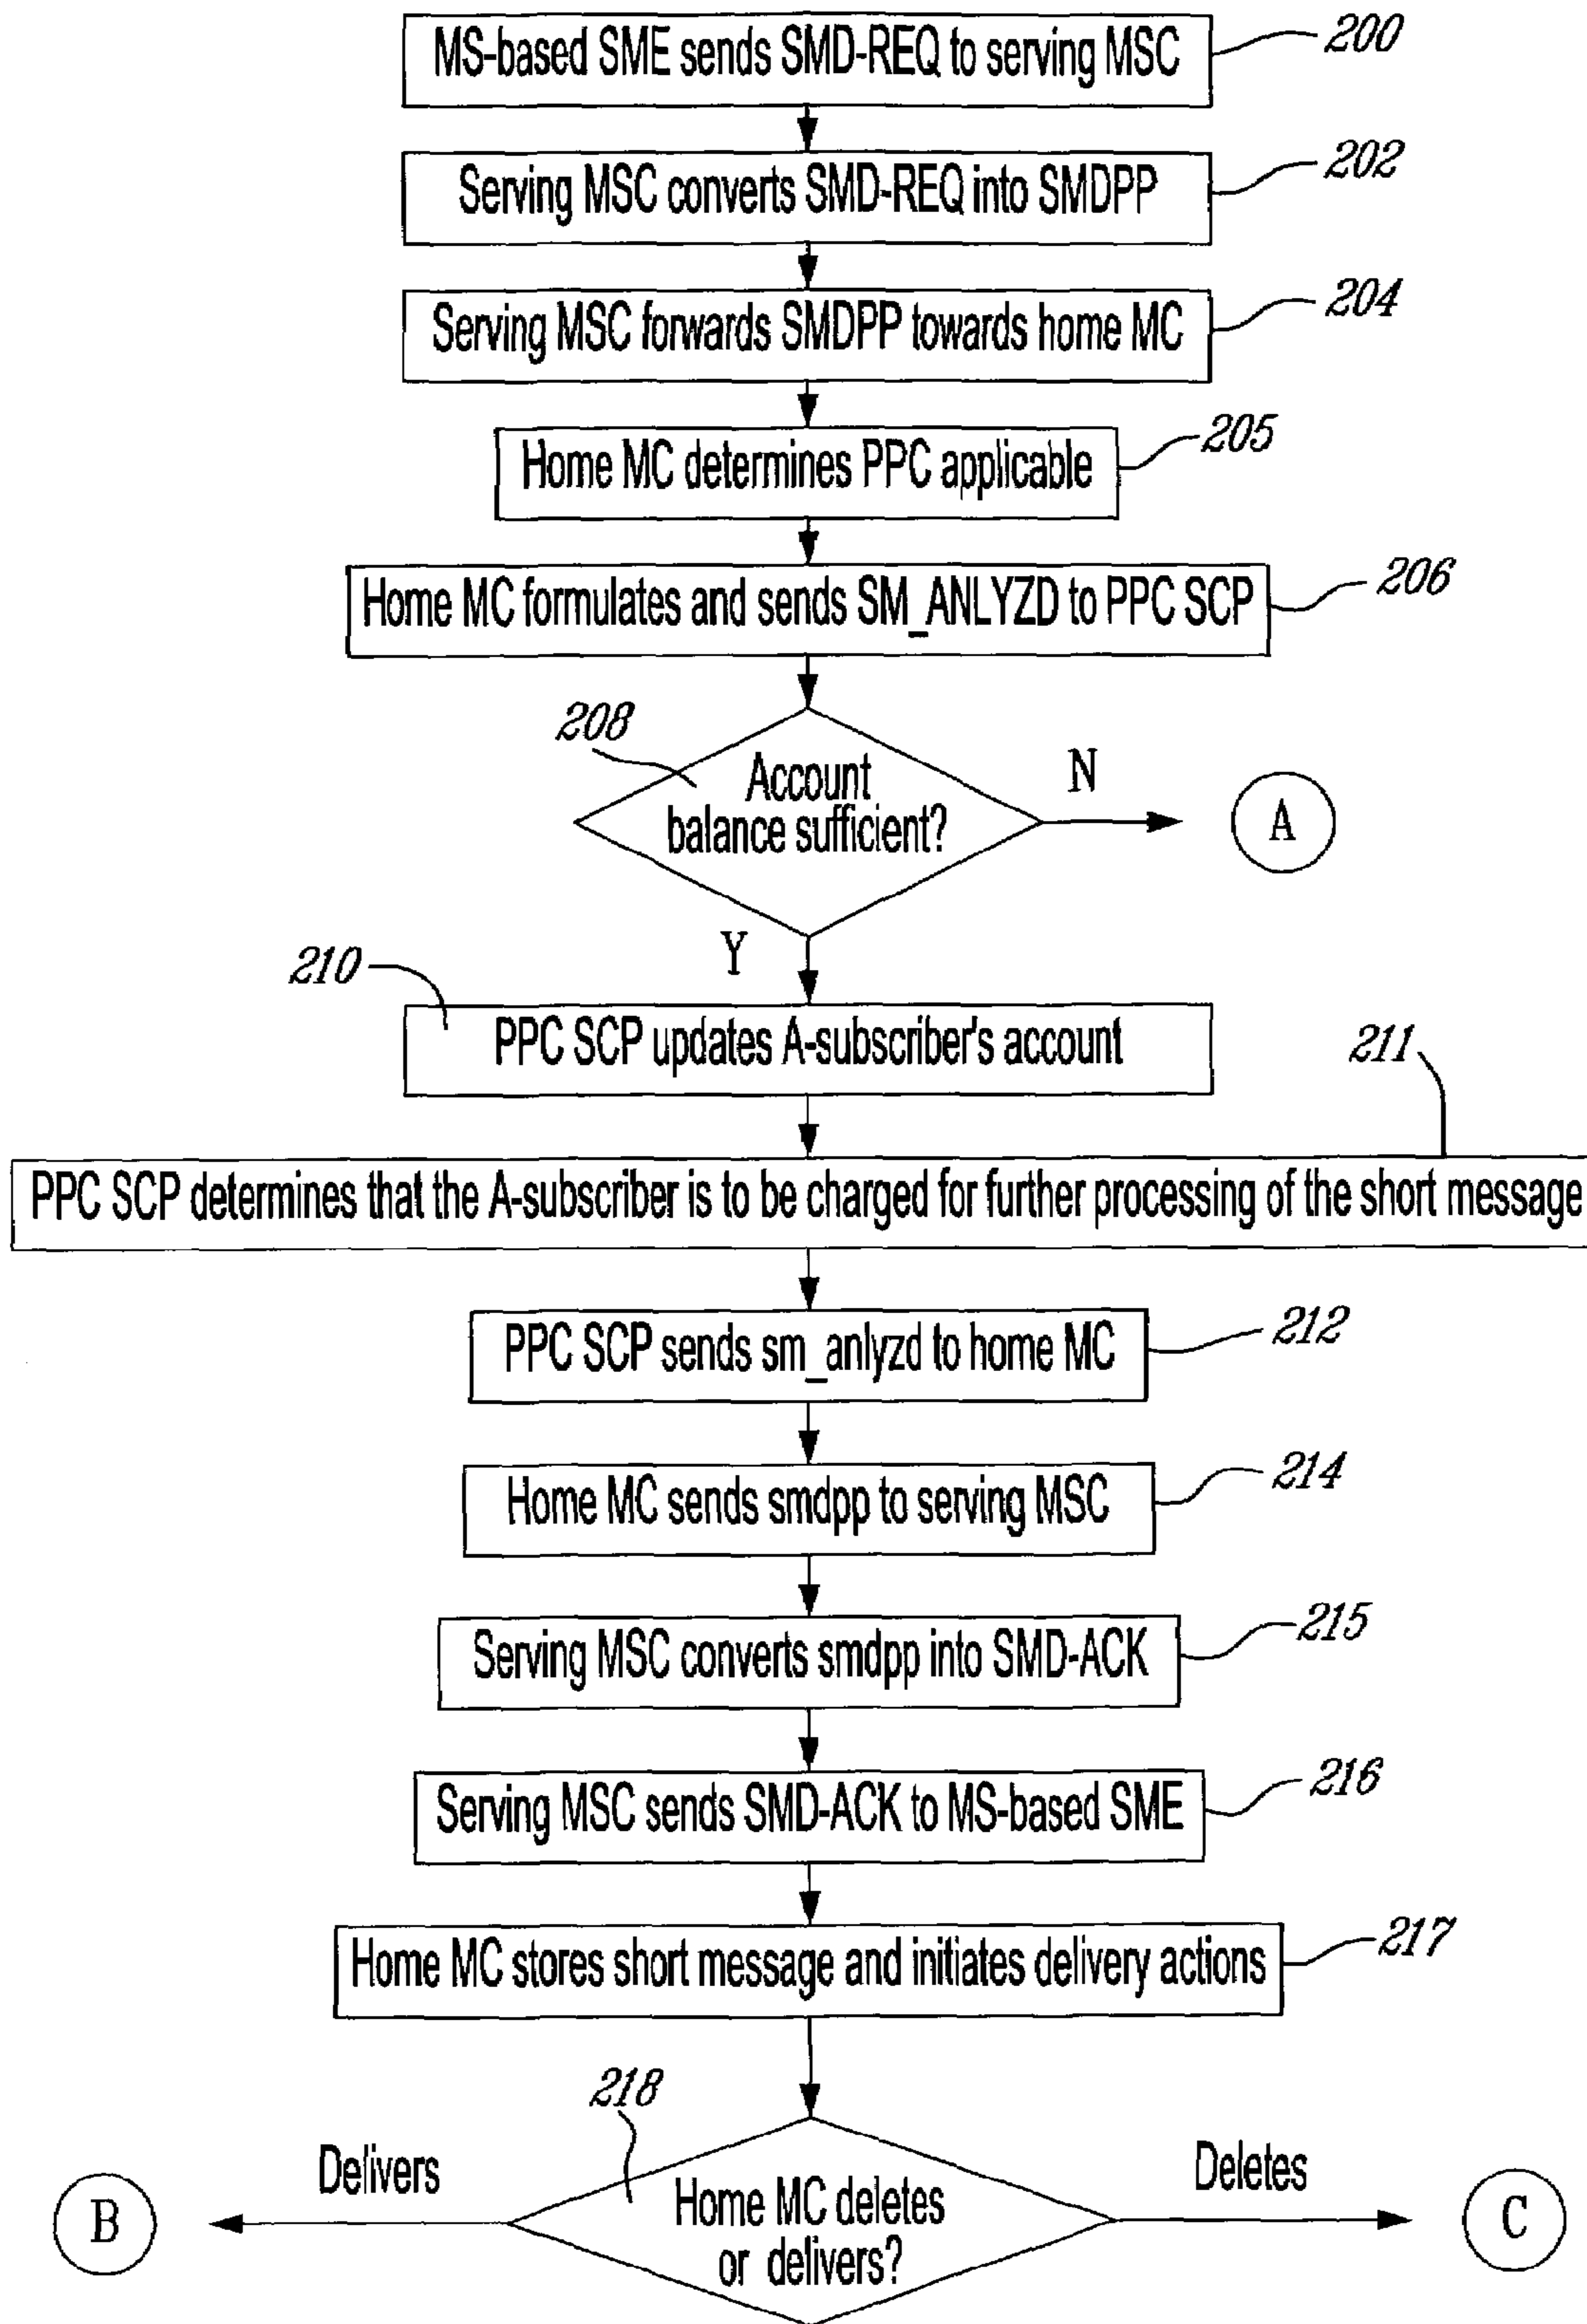 MS-based SME sends SMD-REQ to serving MSC
200
Serving MSC converts SMD-REQ into SMDPP
202
Serving MSC forwards SMDPP towards home MC
204
Home MC determines PPC applicable
205
Home MC formulates and sends SM_ANLYZD to PPC SCP
206
208
Account
balance sufficient?
N
A
Y
210
PPC SCP updates A-subscriber's account
211
PPC SCP determines that the A-subscriber is to be charged for further processing of the short message
PPC SCP sends sm_anlyzd to home MC
212
Home MC sends smdpp to serving MSC
214
Serving MSC converts smdpp into SMD-ACK
215
Serving MSC sends SMD-ACK to MS-based SME
216
Home MC stores short message and initiates delivery actions
217
218
Delivers
B
Home MC deletes
or delivers?
Deletes
C